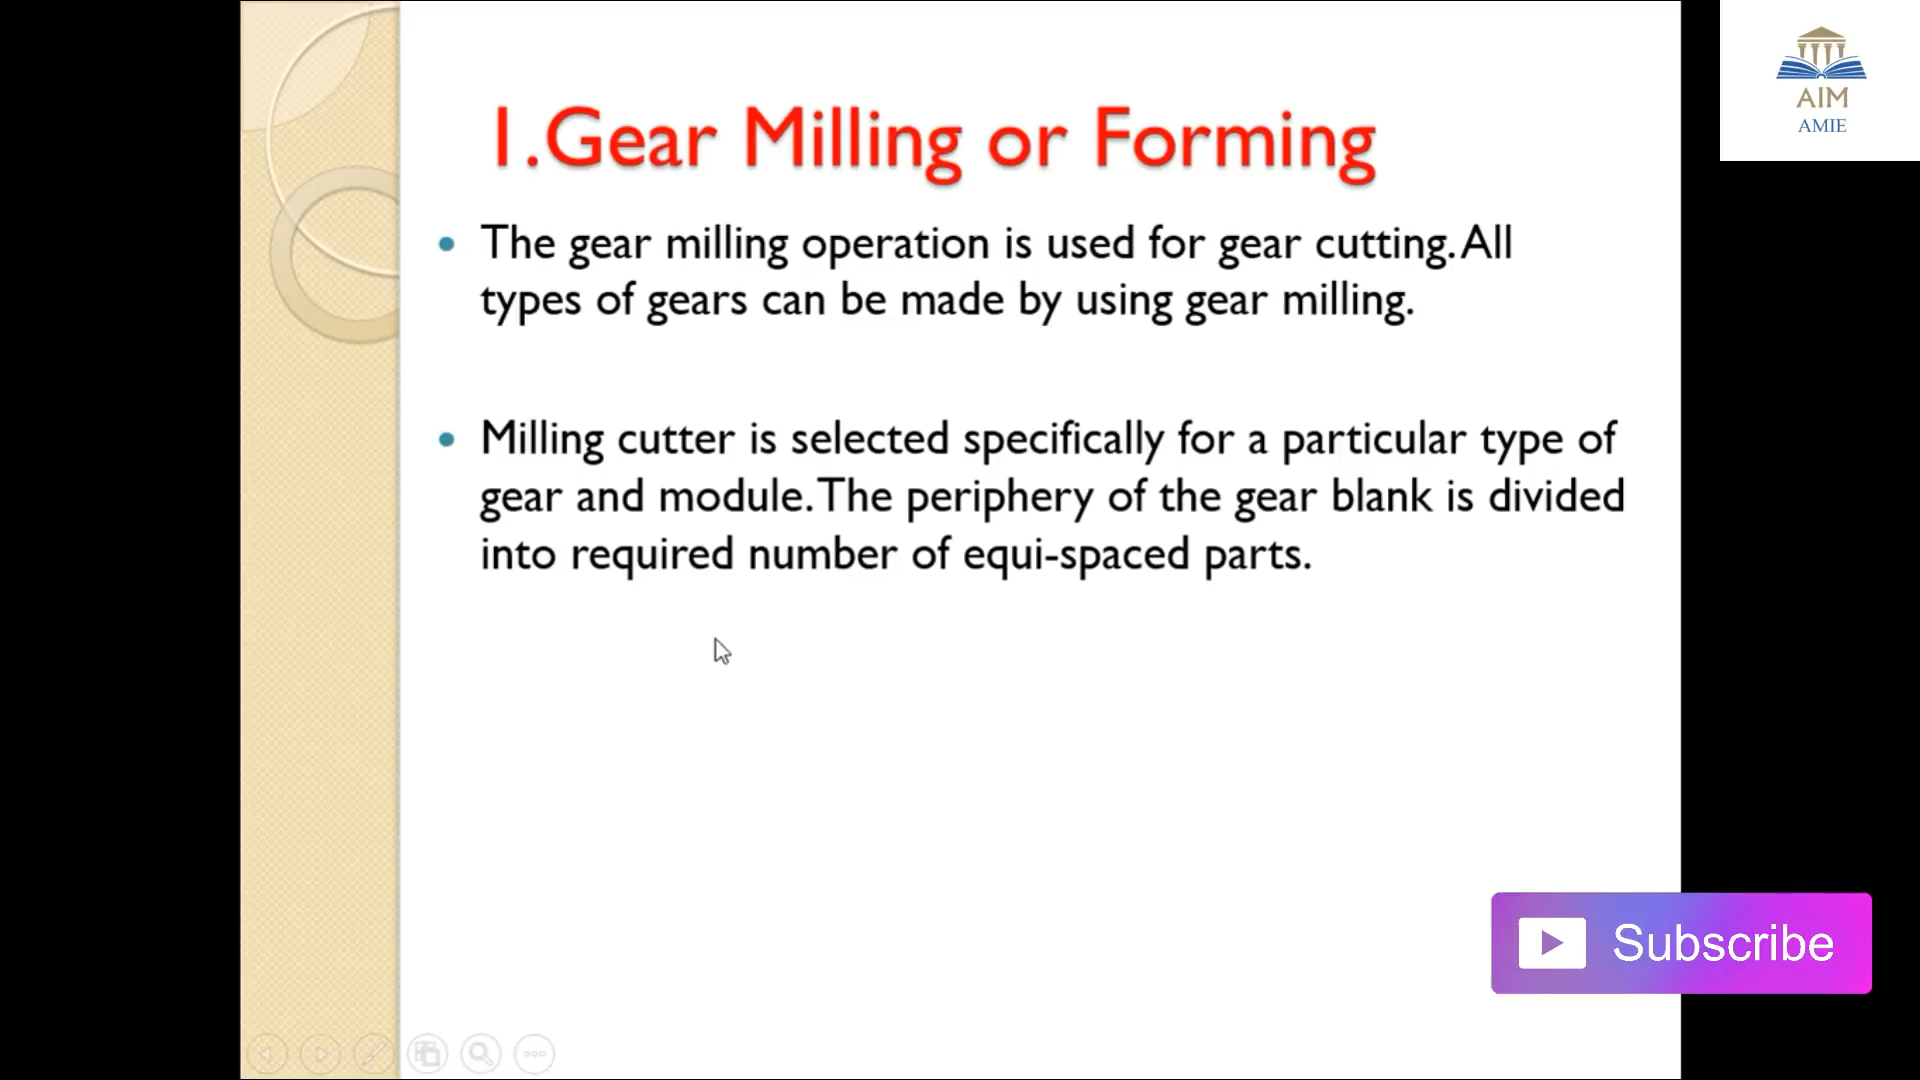 1.Gear Milling or Forming
The gear milling operation is used for gear cutting. All
types of gears can be made by using gear milling.
Milling cutter is selected specifically for a particular type of
gear and module. The periphery of the gear blank is divided
into required number of equi-spaced parts.
AIM
AMIE
Subscribe